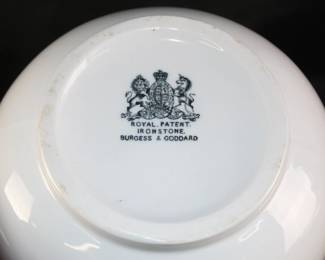 ROYAL. PATENT.
IRONSTONE.
BURGESS & GODDARD